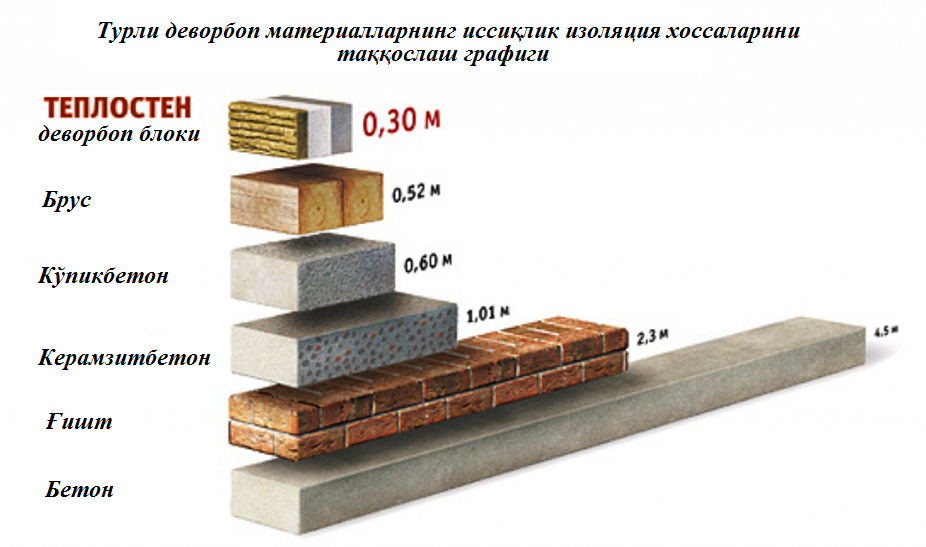 Турли деворбоп материалларнинг иссиқлик изоляция хоссаларини
таққослаш графиги
ТЕПЛОСТЕН
деворбоп блоки
0,30 м
Брус
0,52 м
Кўпикбетон
0,60 м
Керамзитбетон
1,01 м
Ғишт
2,3 м
Бетон
4,5 м